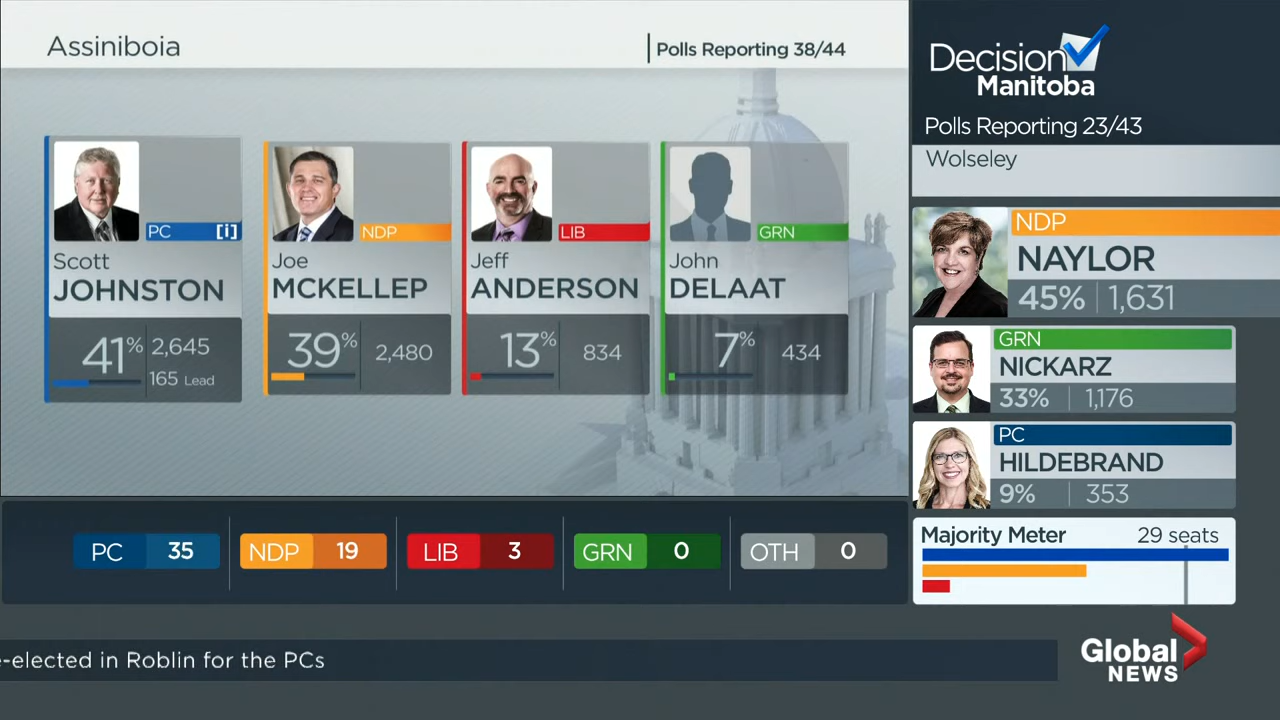 Assiniboia
Polls Reporting 38/44
PC [i]
Scott
JOHNSTON
41% 2,645
165 Lead
NDP
Joe
MCKELLEP
39% 2,480
LIB
Jeff
ANDERSON
13% 834
GRN
John
DELAAT
7% 434
PC 35 NDP 19 LIB 3 GRN 0 OTH 0
Decision
Manitoba
Polls Reporting 23/43
Wolseley
NDP
NAYLOR
45% 1,631
GRN
NICKARZ
33% 1,176
PC
HILDEBRAND
9% 353
Majority Meter 29 seats
-elected in Roblin for the PCs
Global
NEWS